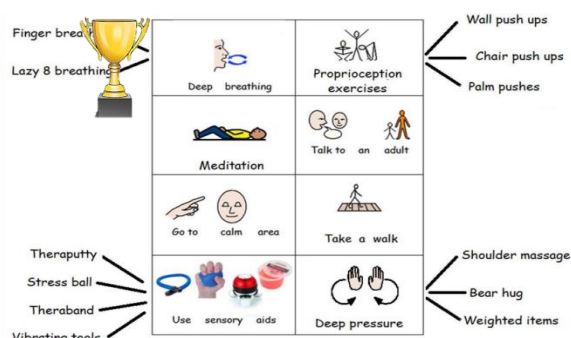 Finger
Lazy 8 breathing
Deep breathing
Proprioception
exercises
Wall push ups
Chair push ups
Palm pushes
Meditation
Talk to an adult
Go to calm area
Take a walk
Theraputty
Stress ball
Theraband
Vibrating tools
Use sensory aids
Deep pressure
Shoulder massage
Bear hug
Weighted items